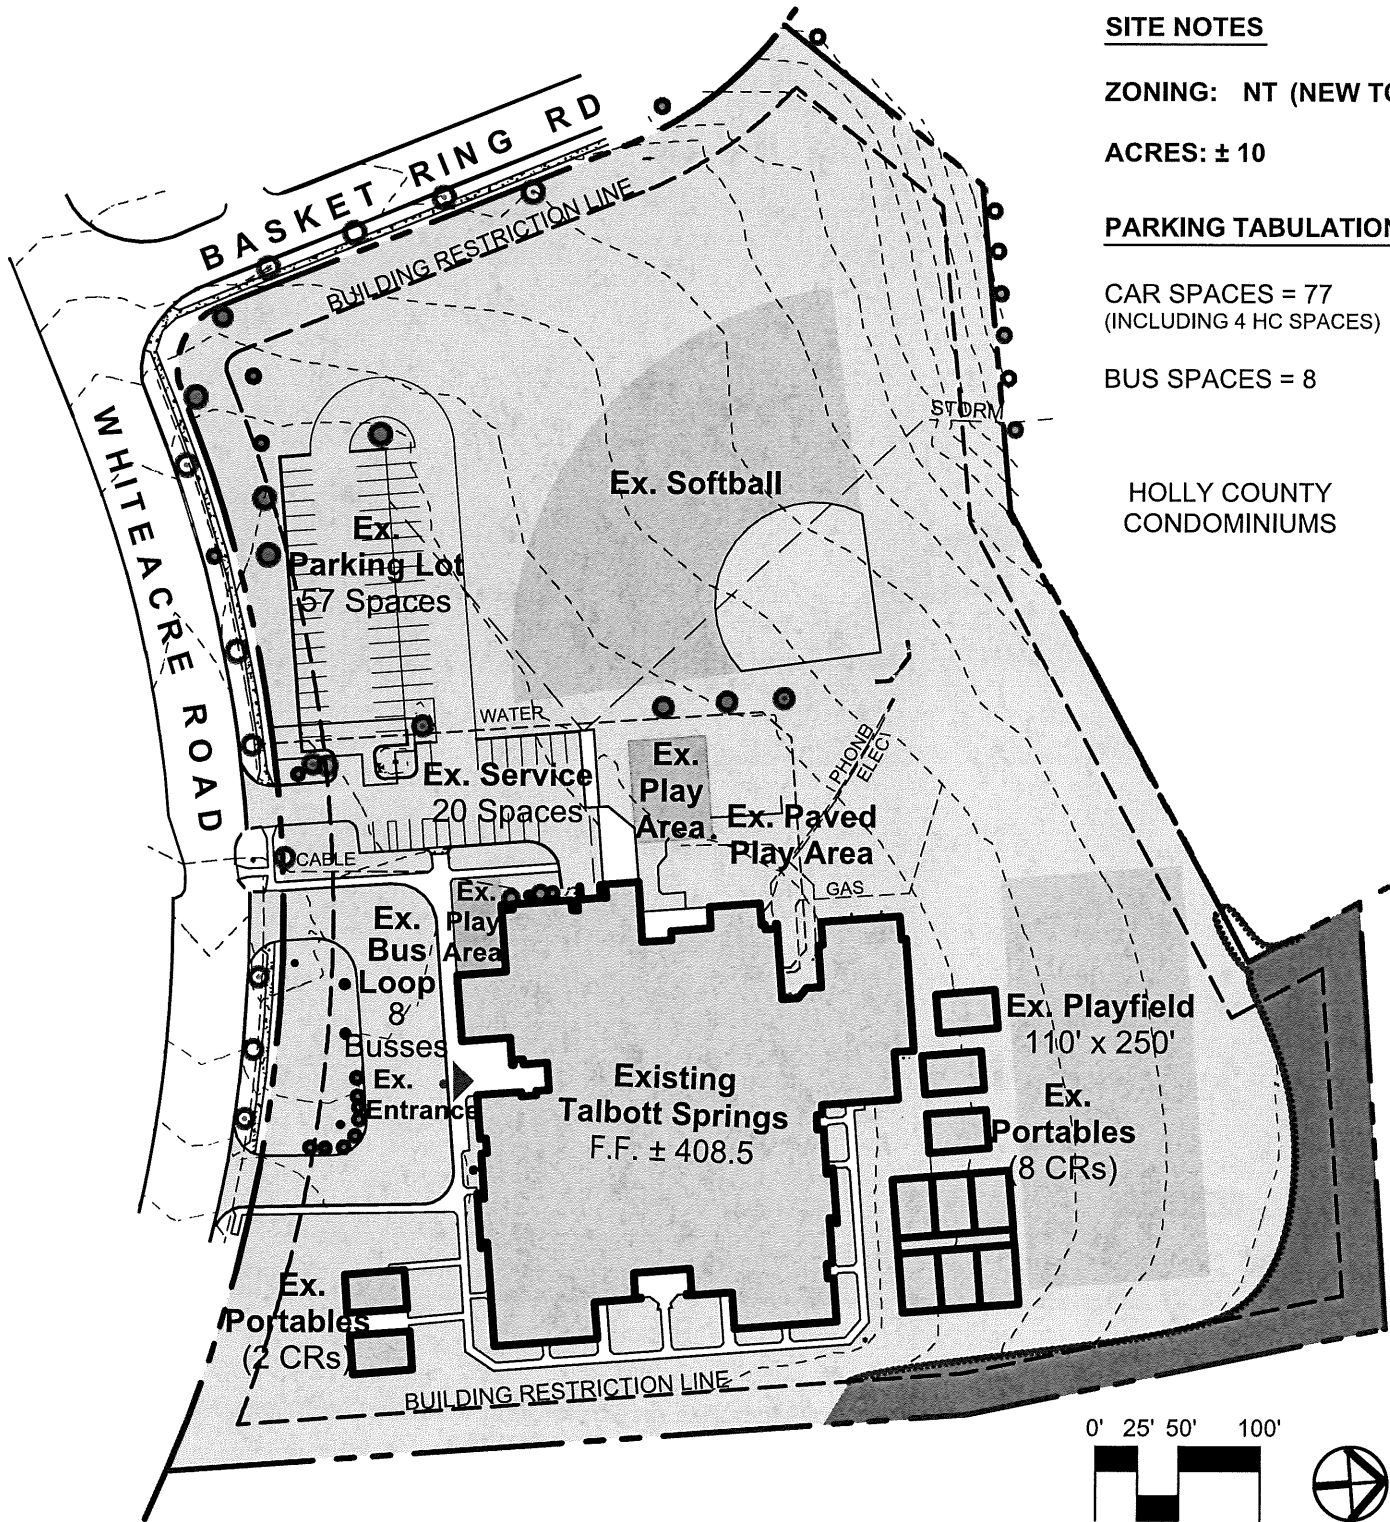 SITE NOTES
ZONING: NT (NEW TO
ACRES: ± 10
PARKING TABULATION
CAR SPACES = 77
(INCLUDING 4 HC SPACES)
BUS SPACES = 8
HOLLY COUNTY
CONDOMINIUMS
BASKET RING RD
BUILDING RESTRICTION LINE
WHITEACRE ROAD
STORM
Ex. Softball
Ex.
Parking Lot
57 Spaces
WATER
Ex. Service
20 Spaces
Ex.
Play
Area
PHONE
ELECT
Ex. Paved
Play Area
CABLE
GAS
Ex.
Play
Area
Ex.
Bus
Loop
8
Busses
Ex.
Entrance
Existing
Talbott Springs
F.F. ± 408.5
Ex. Playfield
110' x 250'
Ex.
Portables
(8 CRs)
Ex.
Portables
(2 CRs)
BUILDING RESTRICTION LINE
0' 25' 50' 100'